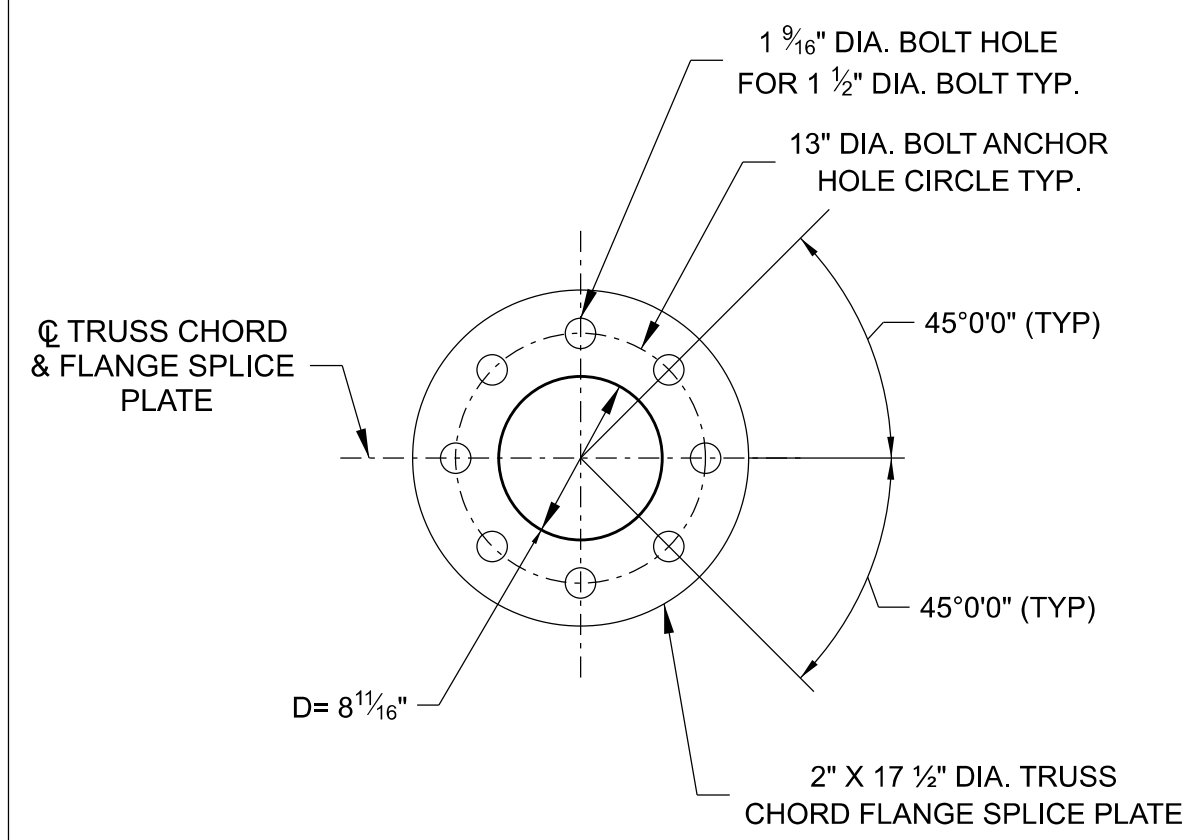 1 9/16" DIA. BOLT HOLE
FOR 1 1/2" DIA. BOLT TYP.
13" DIA. BOLT ANCHOR
HOLE CIRCLE TYP.
℄ TRUSS CHORD
& FLANGE SPLICE
PLATE
45°0'0" (TYP)
45°0'0" (TYP)
D= 8 11/16"
2" X 17 1/2" DIA. TRUSS
CHORD FLANGE SPLICE PLATE